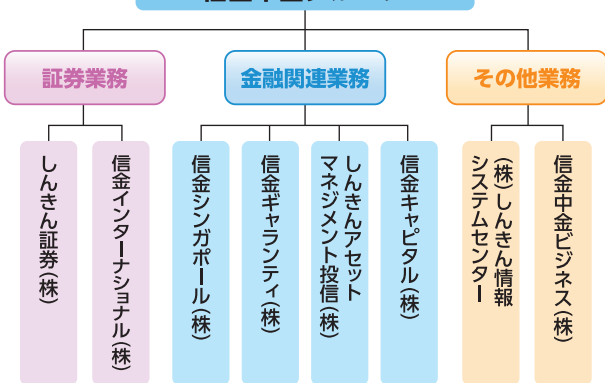 証券業務
金融関連業務
その他業務
しんきん証券(株)
信金インターナショナル(株)
信金シンガポール(株)
信金ギャランティ(株)
しんきんアセット
マネジメント投信(株)
信金キャピタル(株)
(株)しんきん情報
システムセンター
信金中金ビジネス(株)